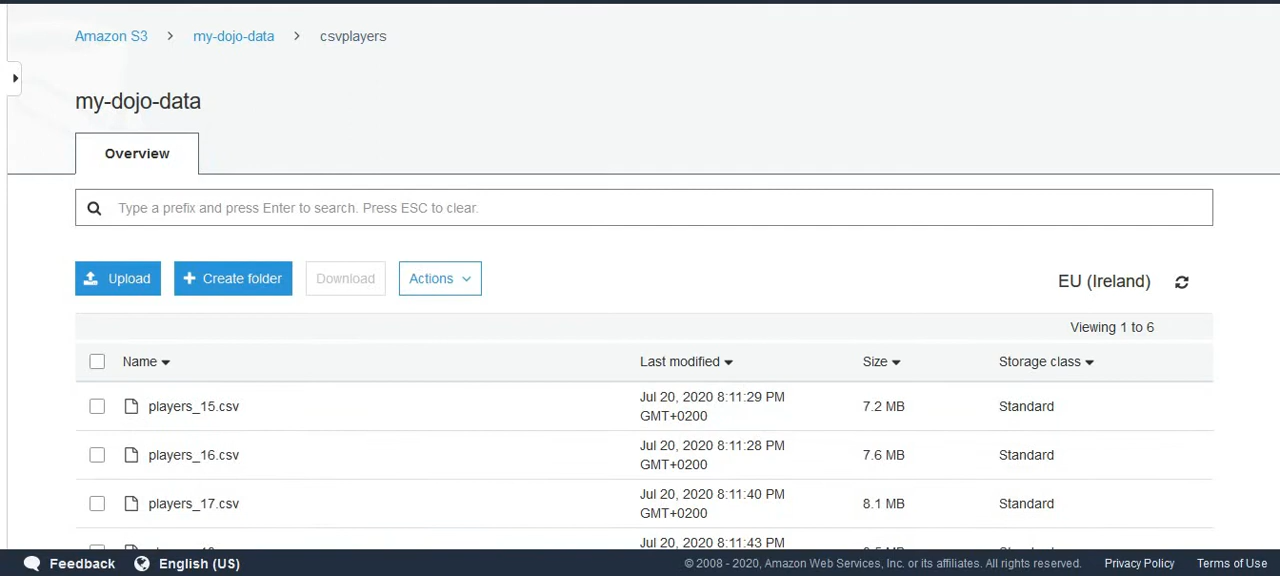 Amazon S3 > my-dojo-data > csvplayers
my-dojo-data
Overview
Type a prefix and press Enter to search. Press ESC to clear.
Upload Create folder Download Actions
EU (Ireland)
Viewing 1 to 6
Name Last modified Size Storage class
players_15.csv Jul 20, 2020 8:11:29 PM GMT+0200 7.2 MB Standard
players_16.csv Jul 20, 2020 8:11:28 PM GMT+0200 7.6 MB Standard
players_17.csv Jul 20, 2020 8:11:40 PM GMT+0200 8.1 MB Standard
Jul 20, 2020 8:11:43 PM
Feedback English (US) © 2008 - 2020, Amazon Web Services, Inc. or its affiliates. All rights reserved. Privacy Policy Terms of Use